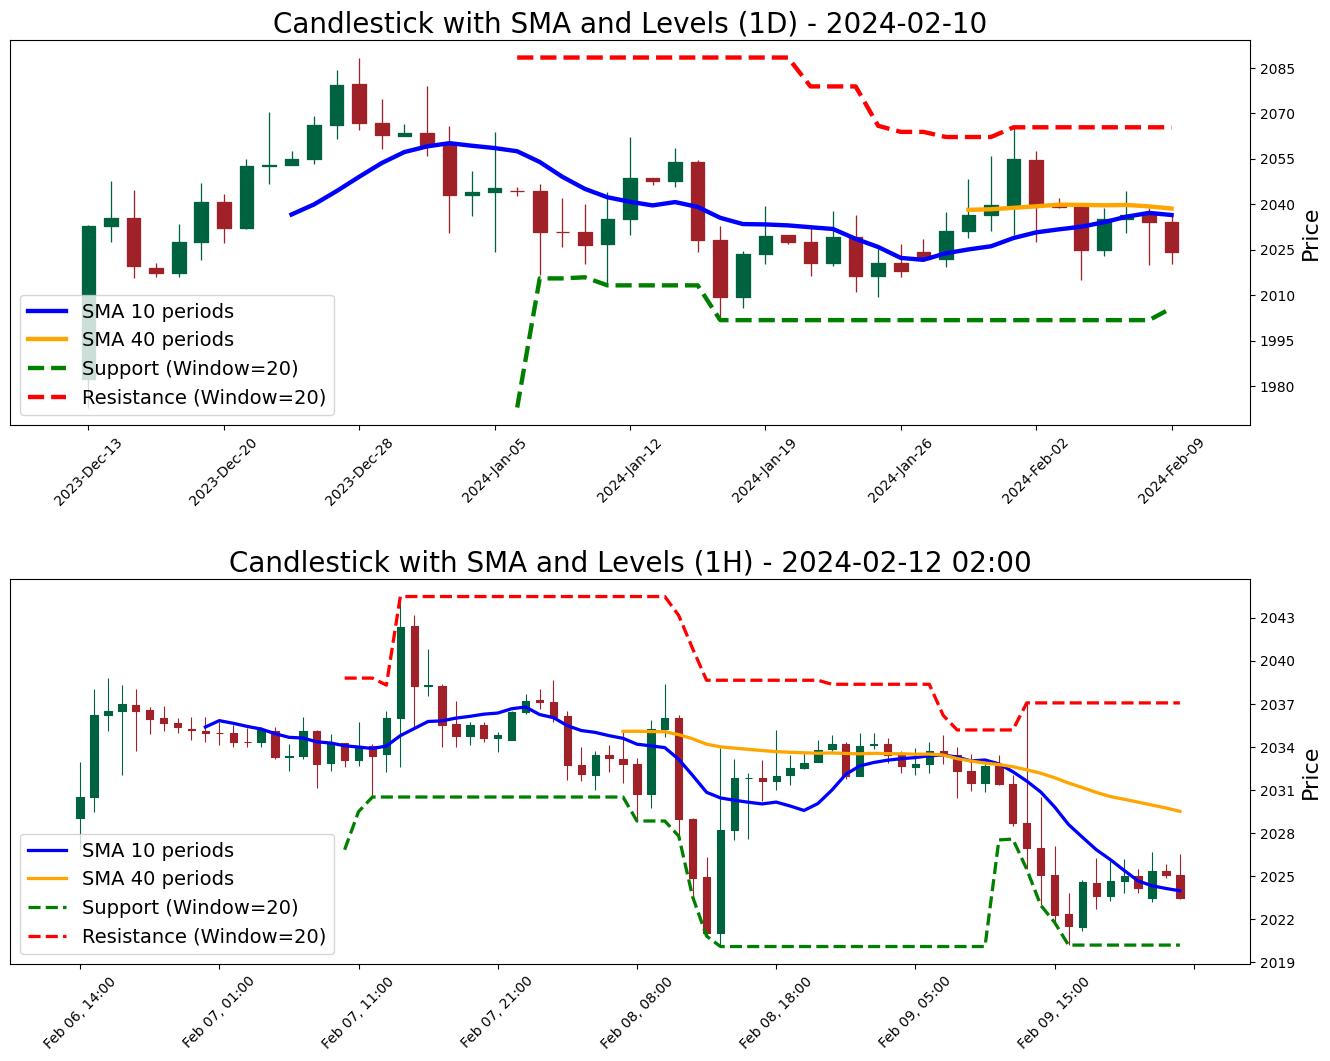 Candlestick with SMA and Levels (1D) - 2024-02-10
2085
2070
2055
2040
2025
2010
1995
1980
Price
SMA 10 periods
SMA 40 periods
Support (Window=20)
Resistance (Window=20)
2023-Dec-13
2023-Dec-20
2023-Dec-28
2024-Jan-05
2024-Jan-12
2024-Jan-19
2024-Jan-26
2024-Feb-02
2024-Feb-09
Candlestick with SMA and Levels (1H) - 2024-02-12 02:00
2043
2040
2037
2034
2031
2028
2025
2022
2019
Price
SMA 10 periods
SMA 40 periods
Support (Window=20)
Resistance (Window=20)
Feb 06, 14:00
Feb 07, 01:00
Feb 07, 11:00
Feb 07, 21:00
Feb 08, 08:00
Feb 08, 18:00
Feb 09, 05:00
Feb 09, 15:00